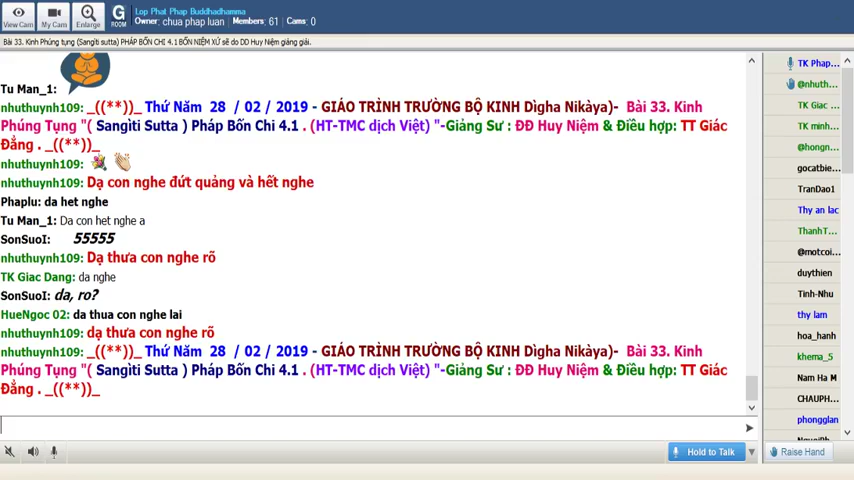 View Cam
My Cam
Enlarge
G
ROOM
Lop Phat Phap Buddhadhamma
Owner: chua phap luan / Members: 61 / Cams: 0
Bài 33. Kinh Phúng tụng (Sangiti sutta) PHÁP BỐN CHI 4.1 BỐN NIỆM XỨ sẽ do DD Huy Niệm giảng giải.
Tu Man_1:
nhuthuynh109: _((**))_ Thứ Năm 28 / 02 / 2019 - GIÁO TRÌNH TRƯỜNG BỘ KINH Dìgha Nikàya)- Bài 33. Kinh
Phúng Tụng "( Sangìti Sutta ) Pháp Bốn Chi 4.1 . (HT-TMC dịch Việt) "-Giảng Sư : ĐĐ Huy Niệm & Điều hợp: TT Giác
Đẳng . _((**))_
nhuthuynh109:
nhuthuynh109: Dạ con nghe đứt quảng và hết nghe
Phaplu: da het nghe
Tu Man_1: Da con het nghe a
SonSuoI: 55555
nhuthuynh109: Dạ thưa con nghe rõ
TK Giac Dang: da nghe
SonSuoI: da, ro?
HueNgoc 02: da thua con nghe lai
nhuthuynh109: dạ thưa con nghe rõ
nhuthuynh109: _((**))_ Thứ Năm 28 / 02 / 2019 - GIÁO TRÌNH TRƯỜNG BỘ KINH Dìgha Nikàya)- Bài 33. Kinh
Phúng Tụng "( Sangìti Sutta ) Pháp Bốn Chi 4.1 . (HT-TMC dịch Việt) "-Giảng Sư : ĐĐ Huy Niệm & Điều hợp: TT Giác
Đẳng . _((**))_
Hold to Talk
TK Phap...
@nhuth...
TK Giac ...
TK minh...
@hongn...
gocatbie...
TranDao1
Thy an lac
ThanhT...
@motcoi...
duythien
Tinh-Nhu
thy lam
hoa_hanh
khema_5
Nam Ha M
CHAUPH...
phongglan
Raise Hand